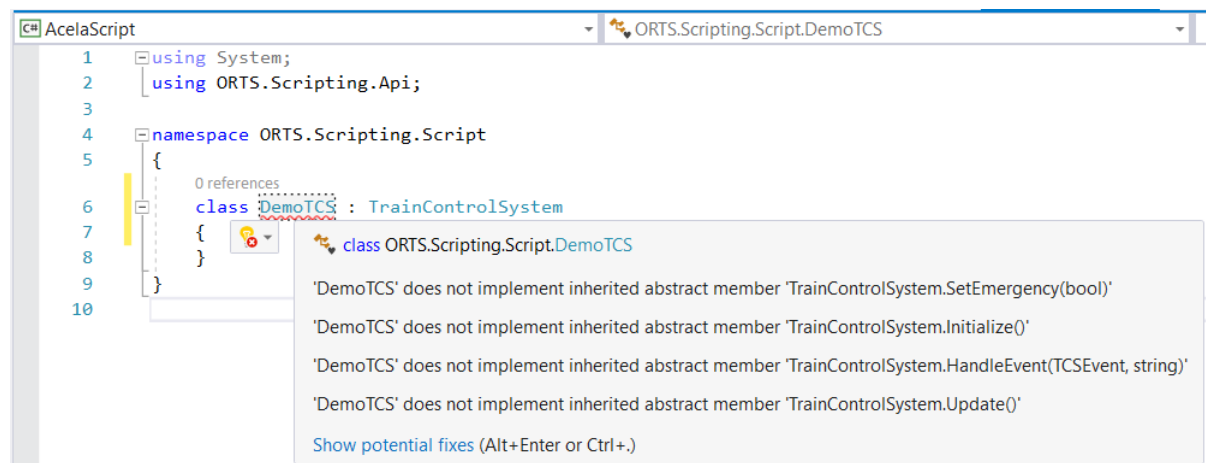 C# AcelaScript
ORTS.Scripting.Script.DemoTCS
1 using System;
2 using ORTS.Scripting.Api;
3
4 namespace ORTS.Scripting.Script
5 {
0 references
6 class DemoTCS : TrainControlSystem
7 {
8 }
9 }
10
class ORTS.Scripting.Script.DemoTCS
'DemoTCS' does not implement inherited abstract member 'TrainControlSystem.SetEmergency(bool)'
'DemoTCS' does not implement inherited abstract member 'TrainControlSystem.Initialize()'
'DemoTCS' does not implement inherited abstract member 'TrainControlSystem.HandleEvent(TCSEvent, string)'
'DemoTCS' does not implement inherited abstract member 'TrainControlSystem.Update()'
Show potential fixes (Alt+Enter or Ctrl+.)